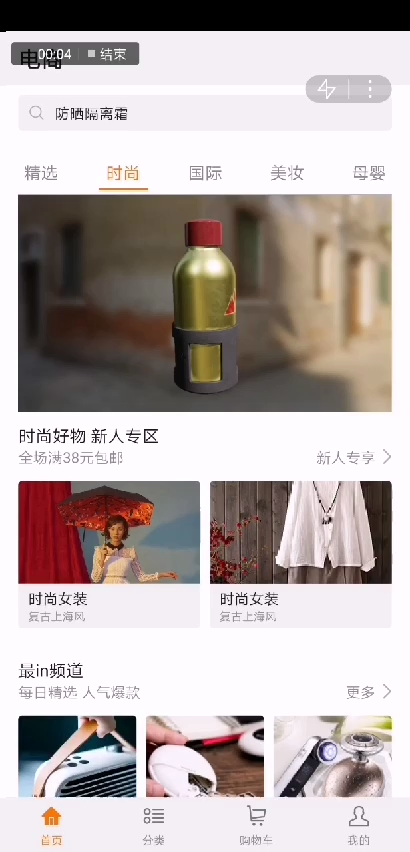 电商
00:04 结束
防晒隔离霜
精选 时尚 国际 美妆 母婴
时尚好物 新人专区
全场满38元包邮 新人专享
时尚女装 时尚女装
复古上海风 复古上海风
最in频道
每日精选 人气爆款 更多
首页 分类 购物车 我的